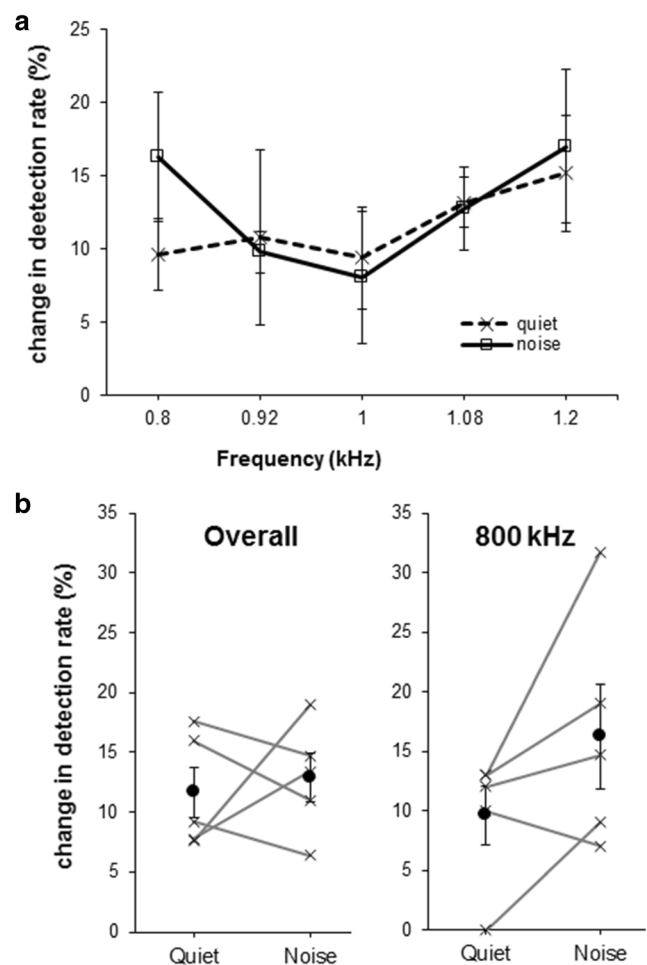 a
change in deetection rate (%)
25
20
15
10
5
0
quiet
noise
0.8 0.92 1 1.08 1.2
Frequency (kHz)
b
change in detection rate (%)
Overall
35
30
25
20
15
10
5
0
Quiet Noise
800 kHz
35
30
25
20
15
10
5
0
Quiet Noise